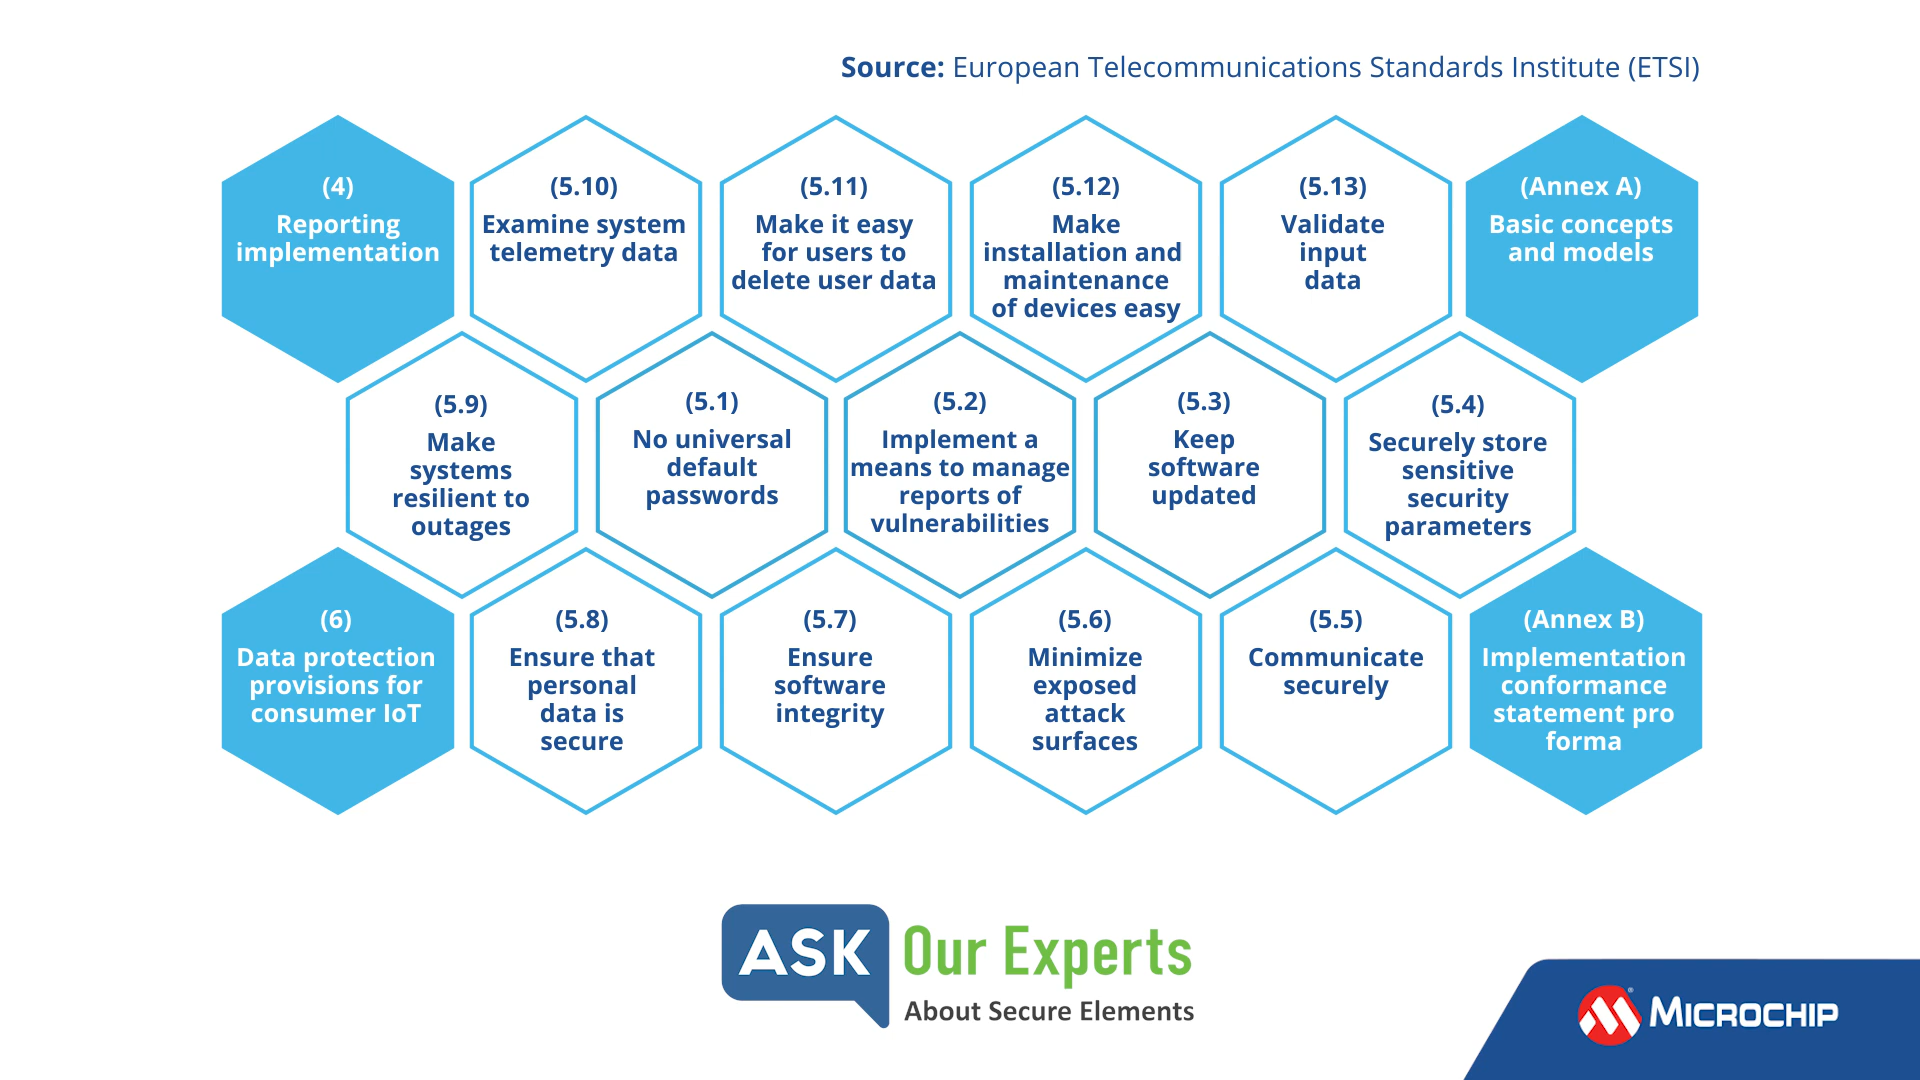 Source: European Telecommunications Standards Institute (ETSI)
(4)
Reporting
implementation
(5.10)
Examine system
telemetry data
(5.11)
Make it easy
for users to
delete user data
(5.12)
Make
installation and
maintenance
of devices easy
(5.13)
Validate
input
data
(Annex A)
Basic concepts
and models
(5.9)
Make
systems
resilient to
outages
(5.1)
No universal
default
passwords
(5.2)
Implement a
means to manage
reports of
vulnerabilities
(5.3)
Keep
software
updated
(5.4)
Securely store
sensitive
security
parameters
(6)
Data protection
provisions for
consumer IoT
(5.8)
Ensure that
personal
data is
secure
(5.7)
Ensure
software
integrity
(5.6)
Minimize
exposed
attack
surfaces
(5.5)
Communicate
securely
(Annex B)
Implementation
conformance
statement pro
forma
ASK Our Experts
About Secure Elements
® MICROCHIP